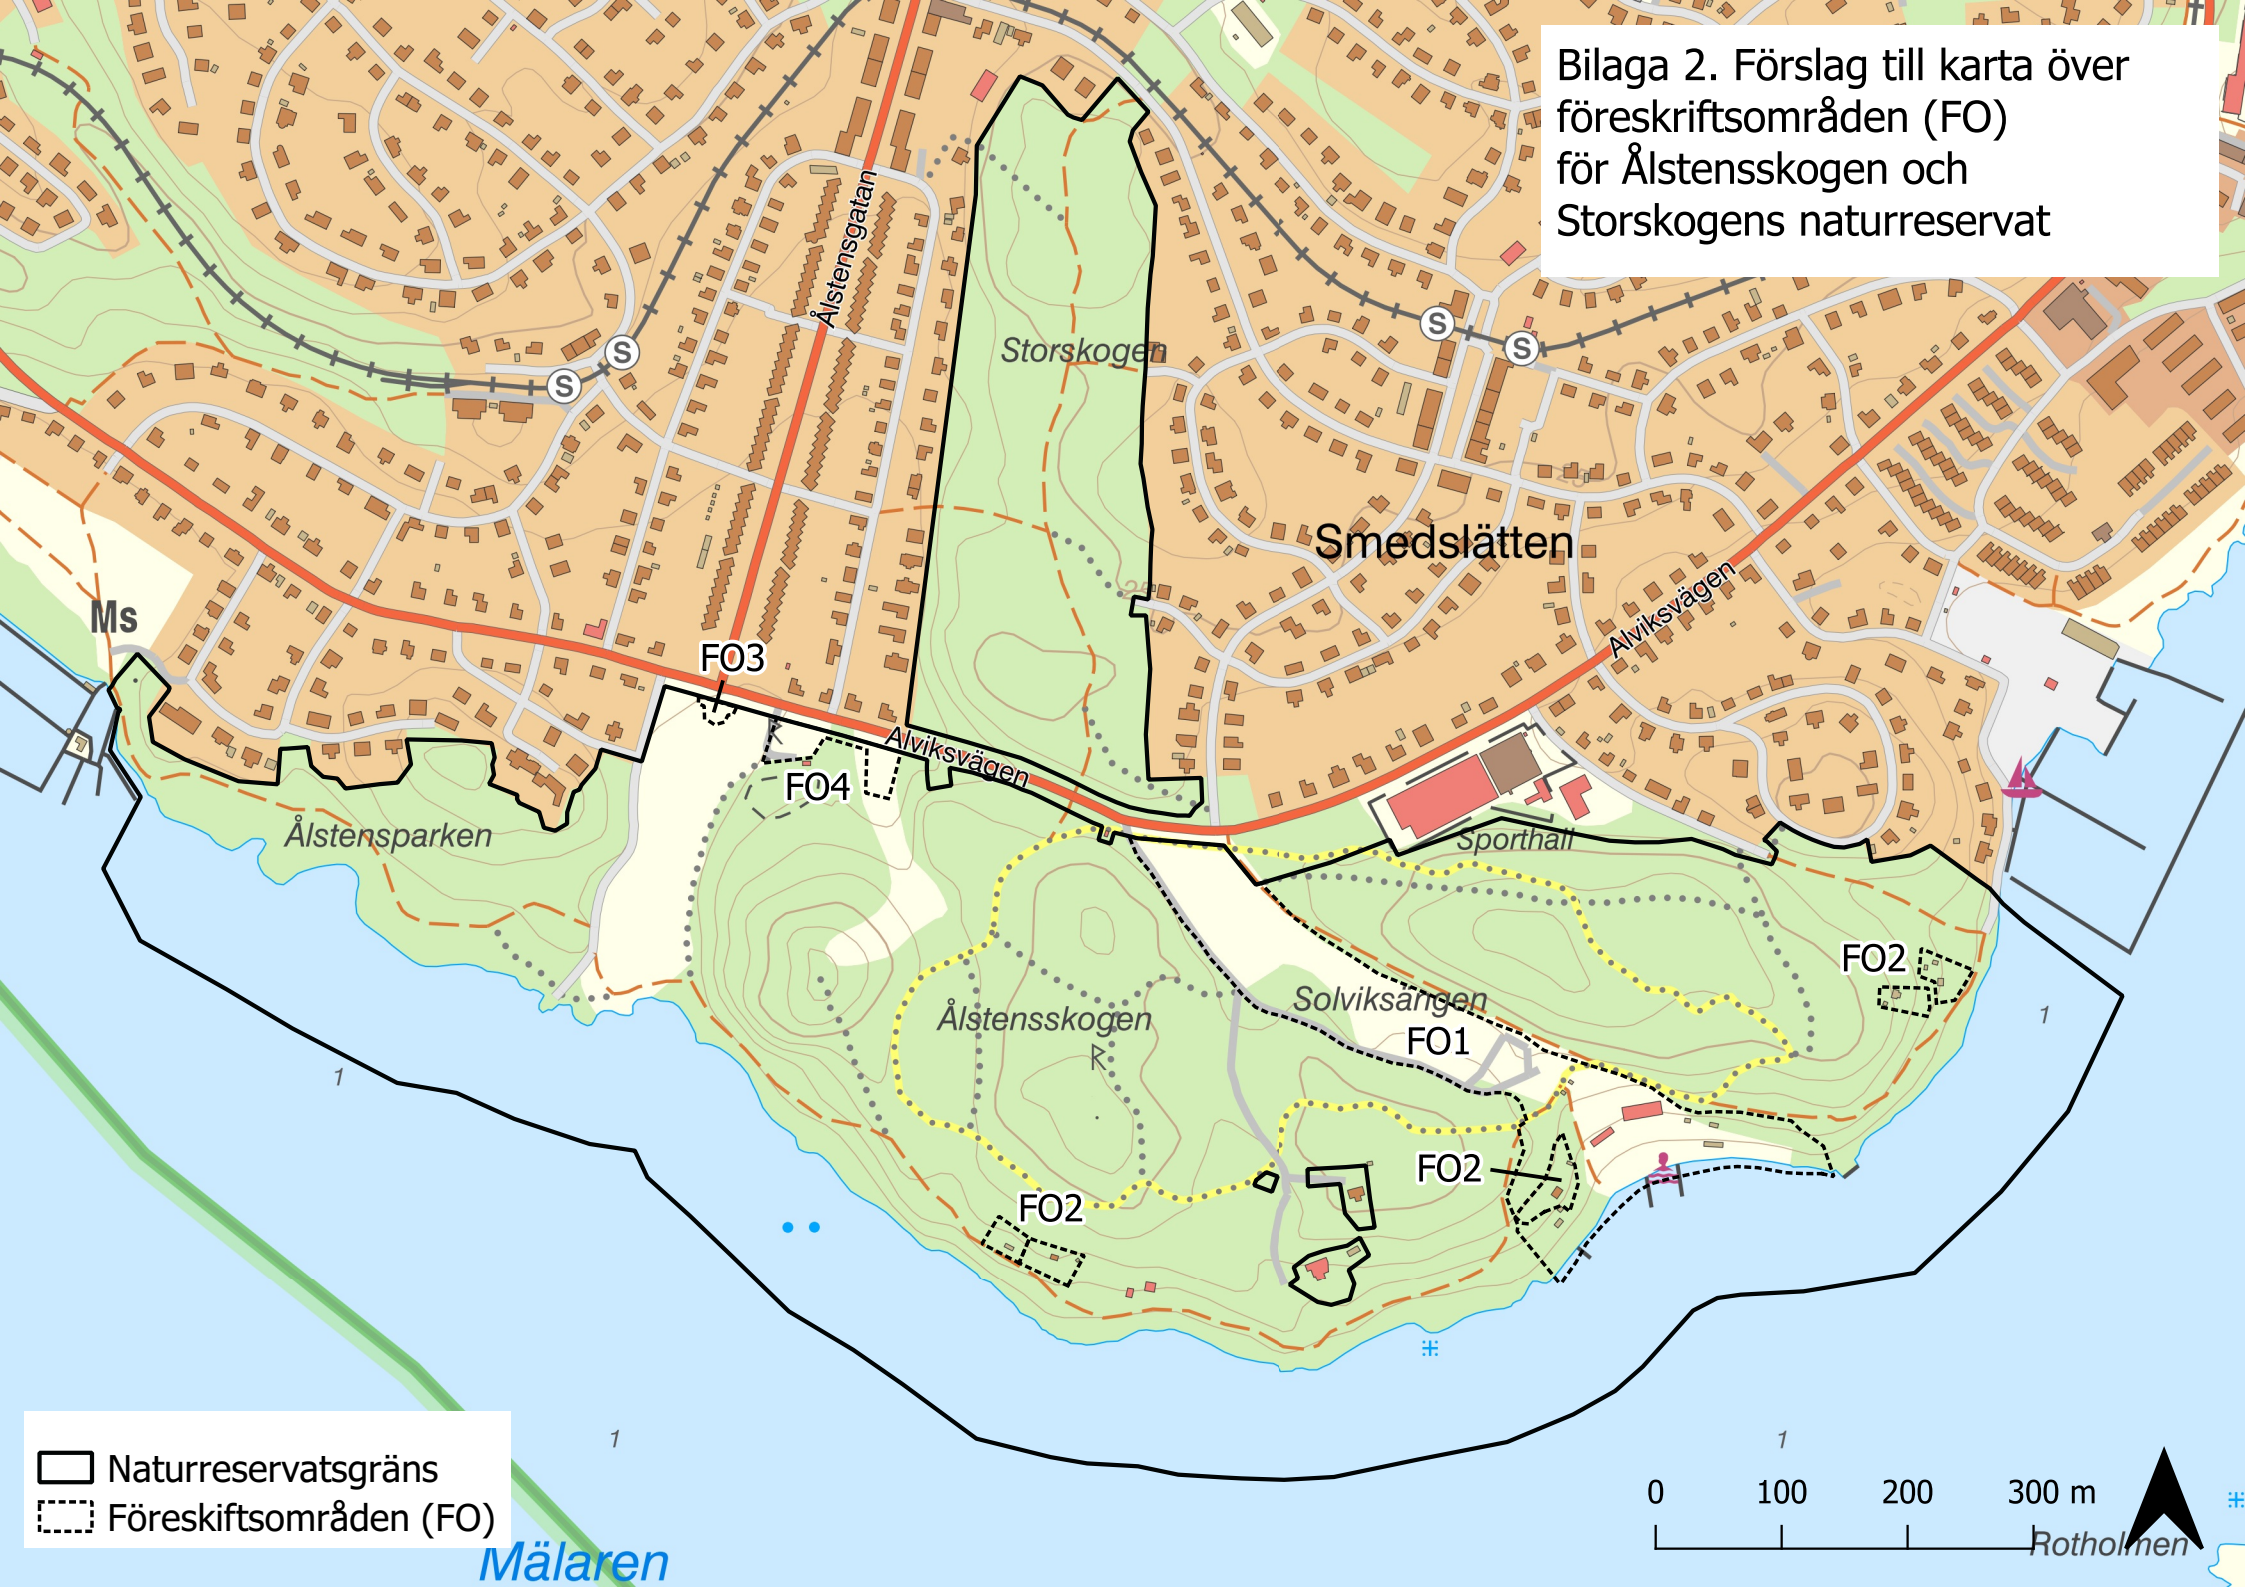 Bilaga 2. Förslag till karta över
föreskriftsområden (FO)
för Ålstensskogen och
Storskogens naturreservat
Ålstensgatan
S
S
S
S
Storskogen
Smedslätten
25
25
Alviksvägen
Ms
FO3
R
FO4
Alviksvägen
Ålstensparken
Sporthall
FO2
Ålstensskogen
R
Solviksängen
FO1
1
1
FO2
FO2
1
1
Naturreservatsgräns
Föreskiftsområden (FO)
Mälaren
0 100 200 300 m
Rotholmen